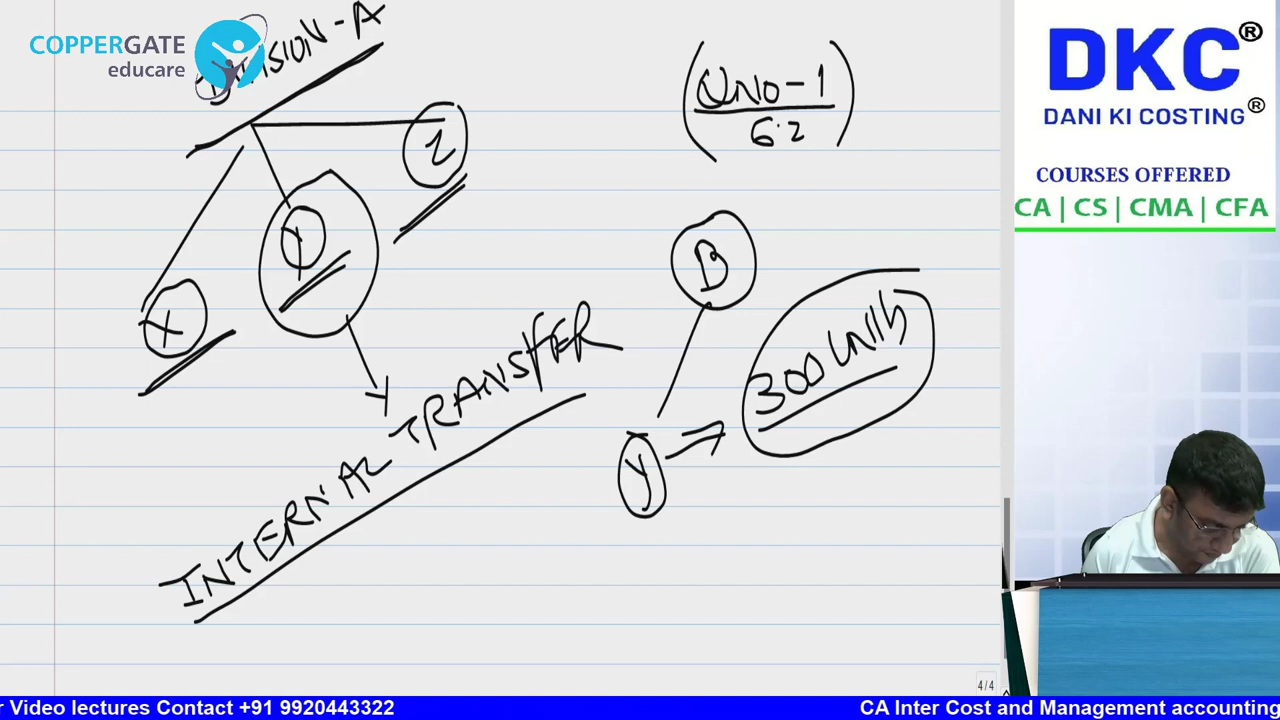 COPPERGATE
educare
DIVISION-A
X
Y
Z
INTERNAL TRANSFER
(QNO-1
6.2)
B
Y ⇒ 300 Units
4/4
DKC®
DANI KI COSTING®
COURSES OFFERED
CA | CS | CMA | CFA
r Video lectures Contact +91 9920443322
CA Inter Cost and Management accounting